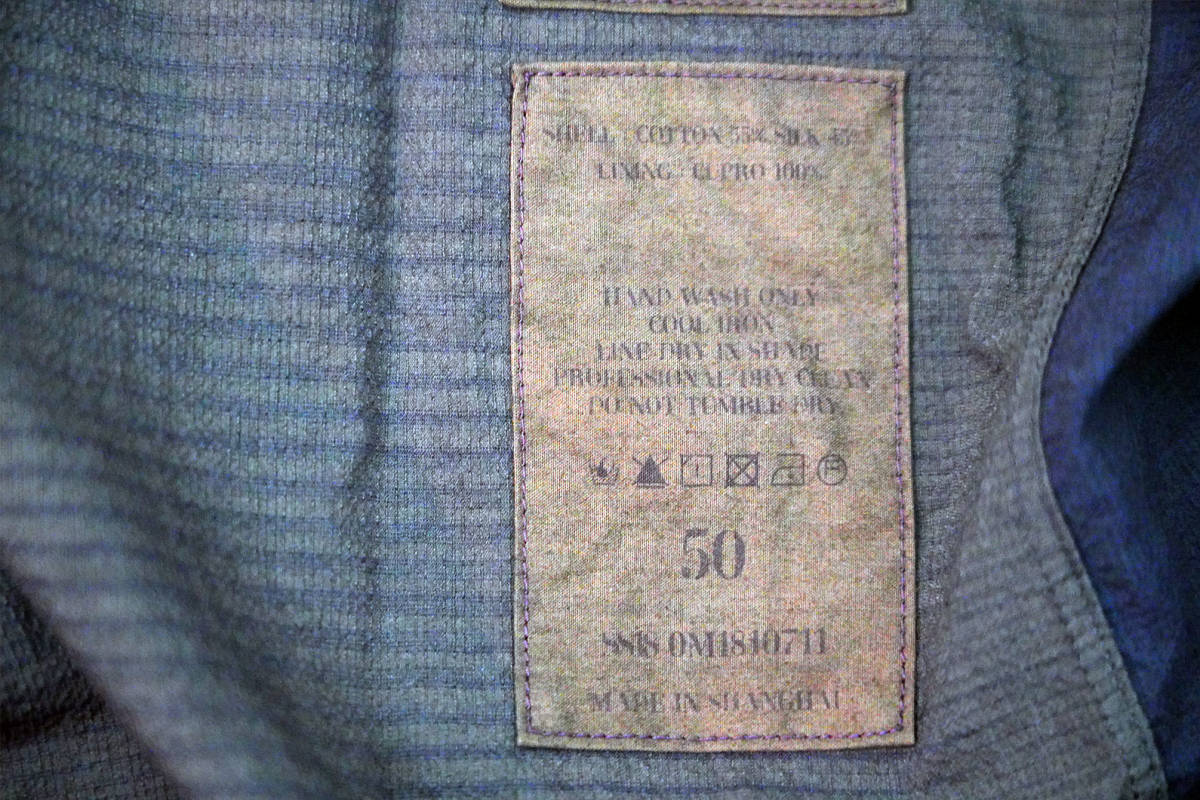 SHELL : COTTON 55% SILK 45%
LINING : CUPRO 100%
HAND WASH ONLY
COOL IRON
LINE DRY IN SHADE
PROFESSIONAL DRY CLEAN
DO NOT TUMBLE DRY
50
SS18 0M1840711
MADE IN SHANGHAI